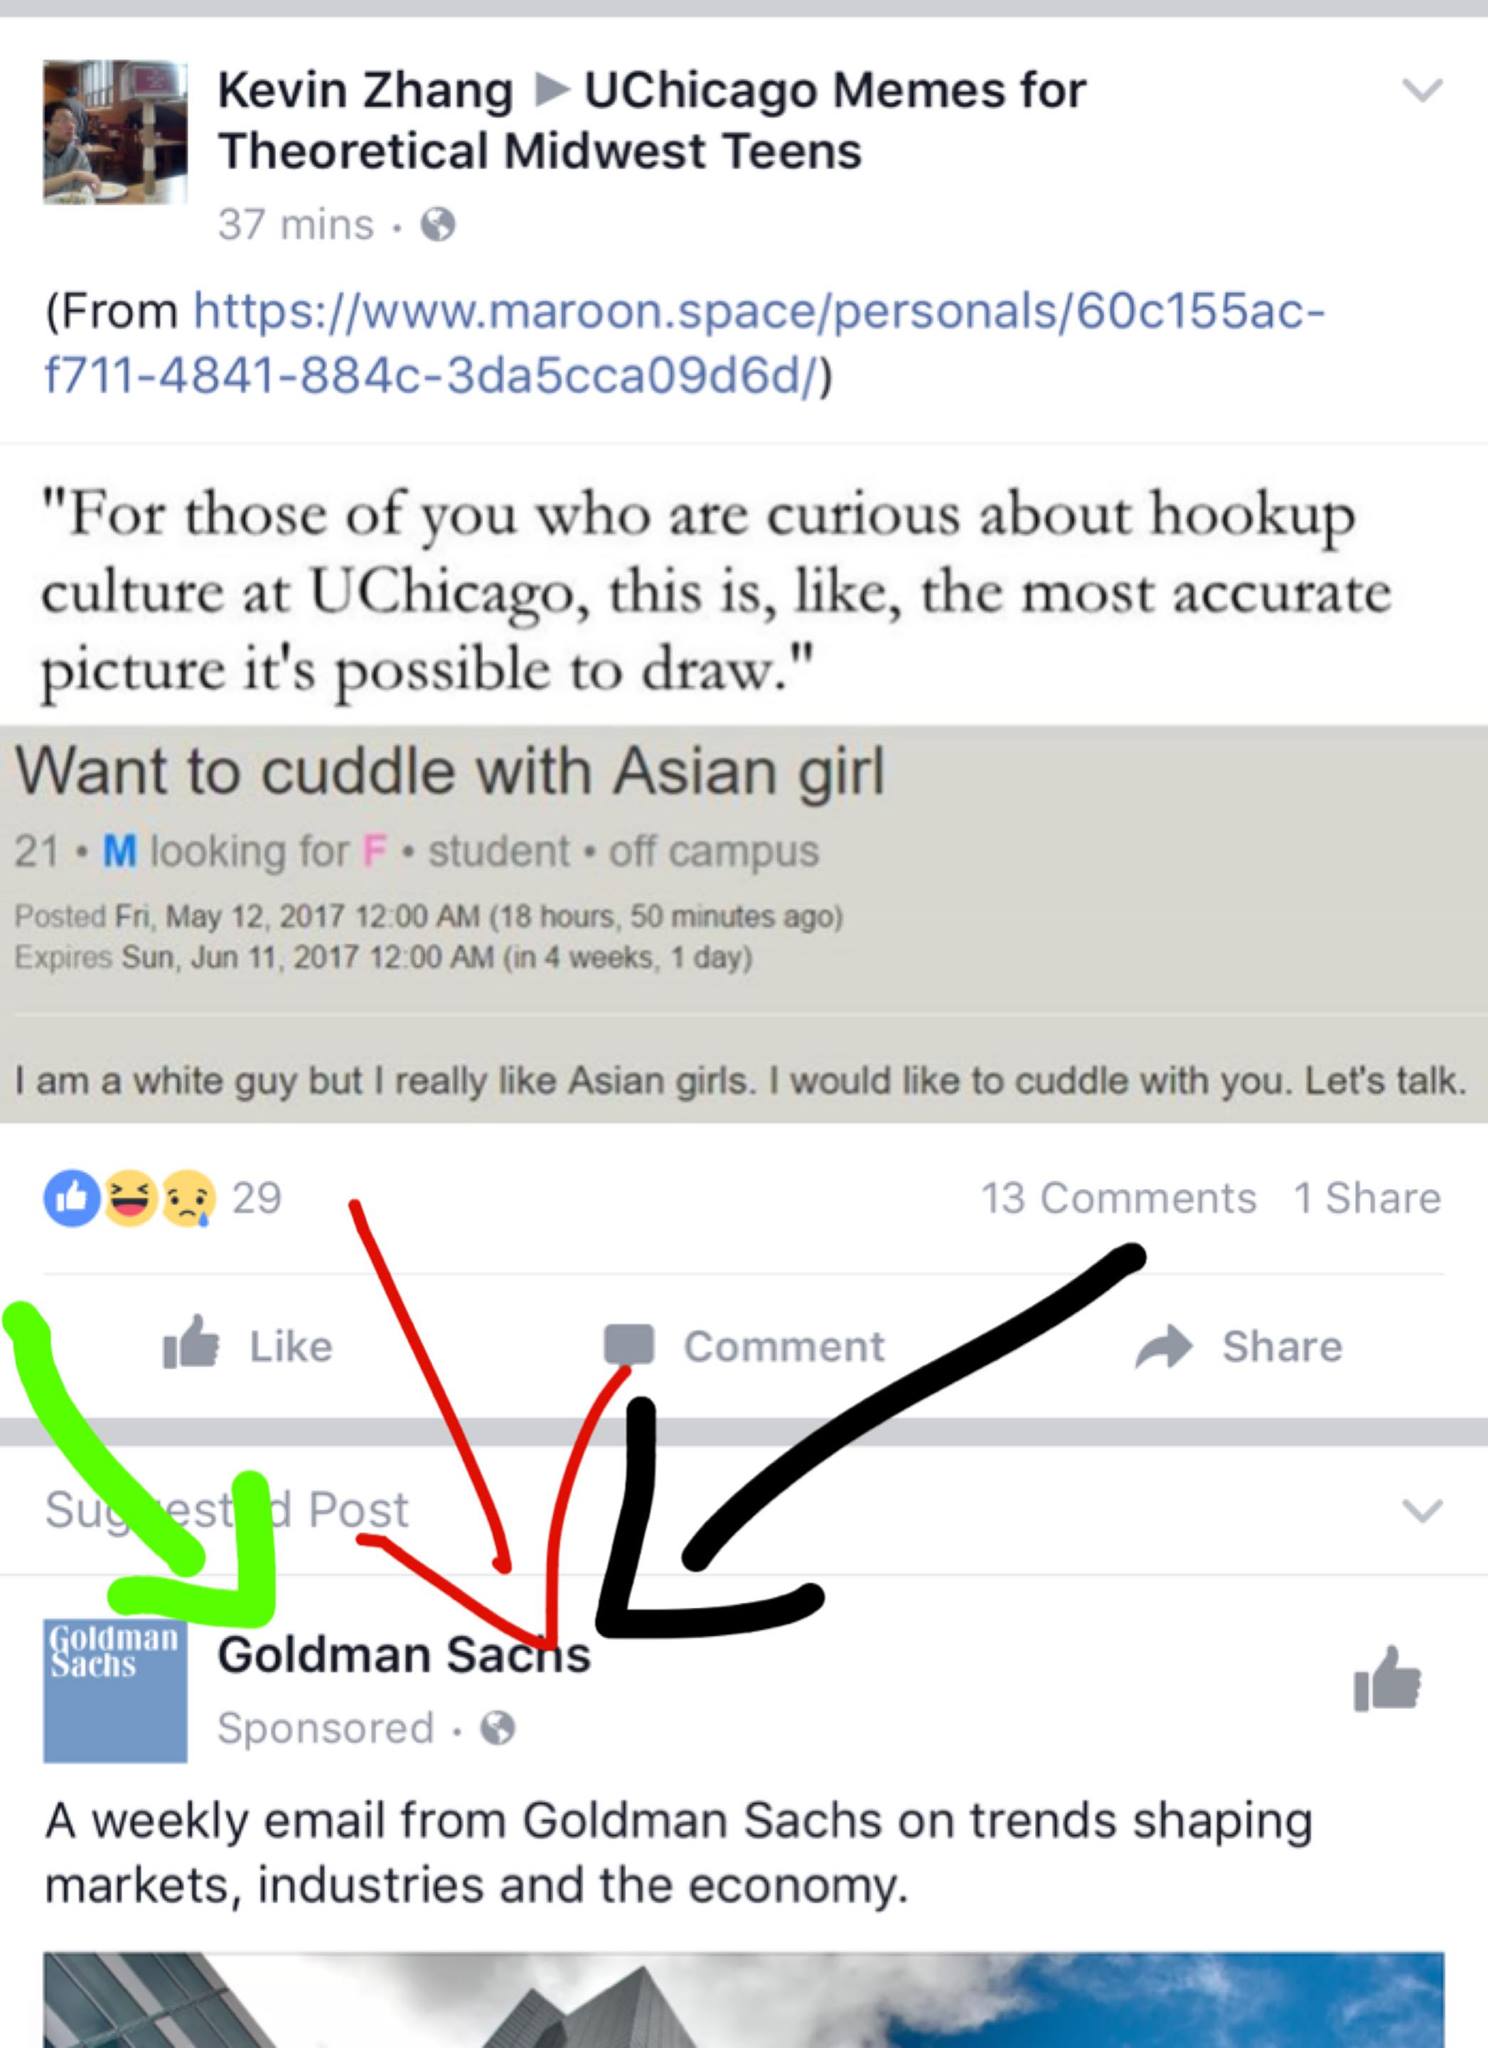 Kevin Zhang ▶ UChicago Memes for
Theoretical Midwest Teens
37 mins ·
(From https://www.maroon.space/personals/60c155ac-
f711-4841-884c-3da5cca09d6d/)
"For those of you who are curious about hookup
culture at UChicago, this is, like, the most accurate
picture it's possible to draw."
Want to cuddle with Asian girl
21 • M looking for F • student • off campus
Posted Fri, May 12, 2017 12:00 AM (18 hours, 50 minutes ago)
Expires Sun, Jun 11, 2017 12:00 AM (in 4 weeks, 1 day)
I am a white guy but I really like Asian girls. I would like to cuddle with you. Let's talk.
29
13 Comments 1 Share
Like Comment Share
Suggested Post
Goldman
Sachs
Goldman Sachs
Sponsored ·
A weekly email from Goldman Sachs on trends shaping
markets, industries and the economy.